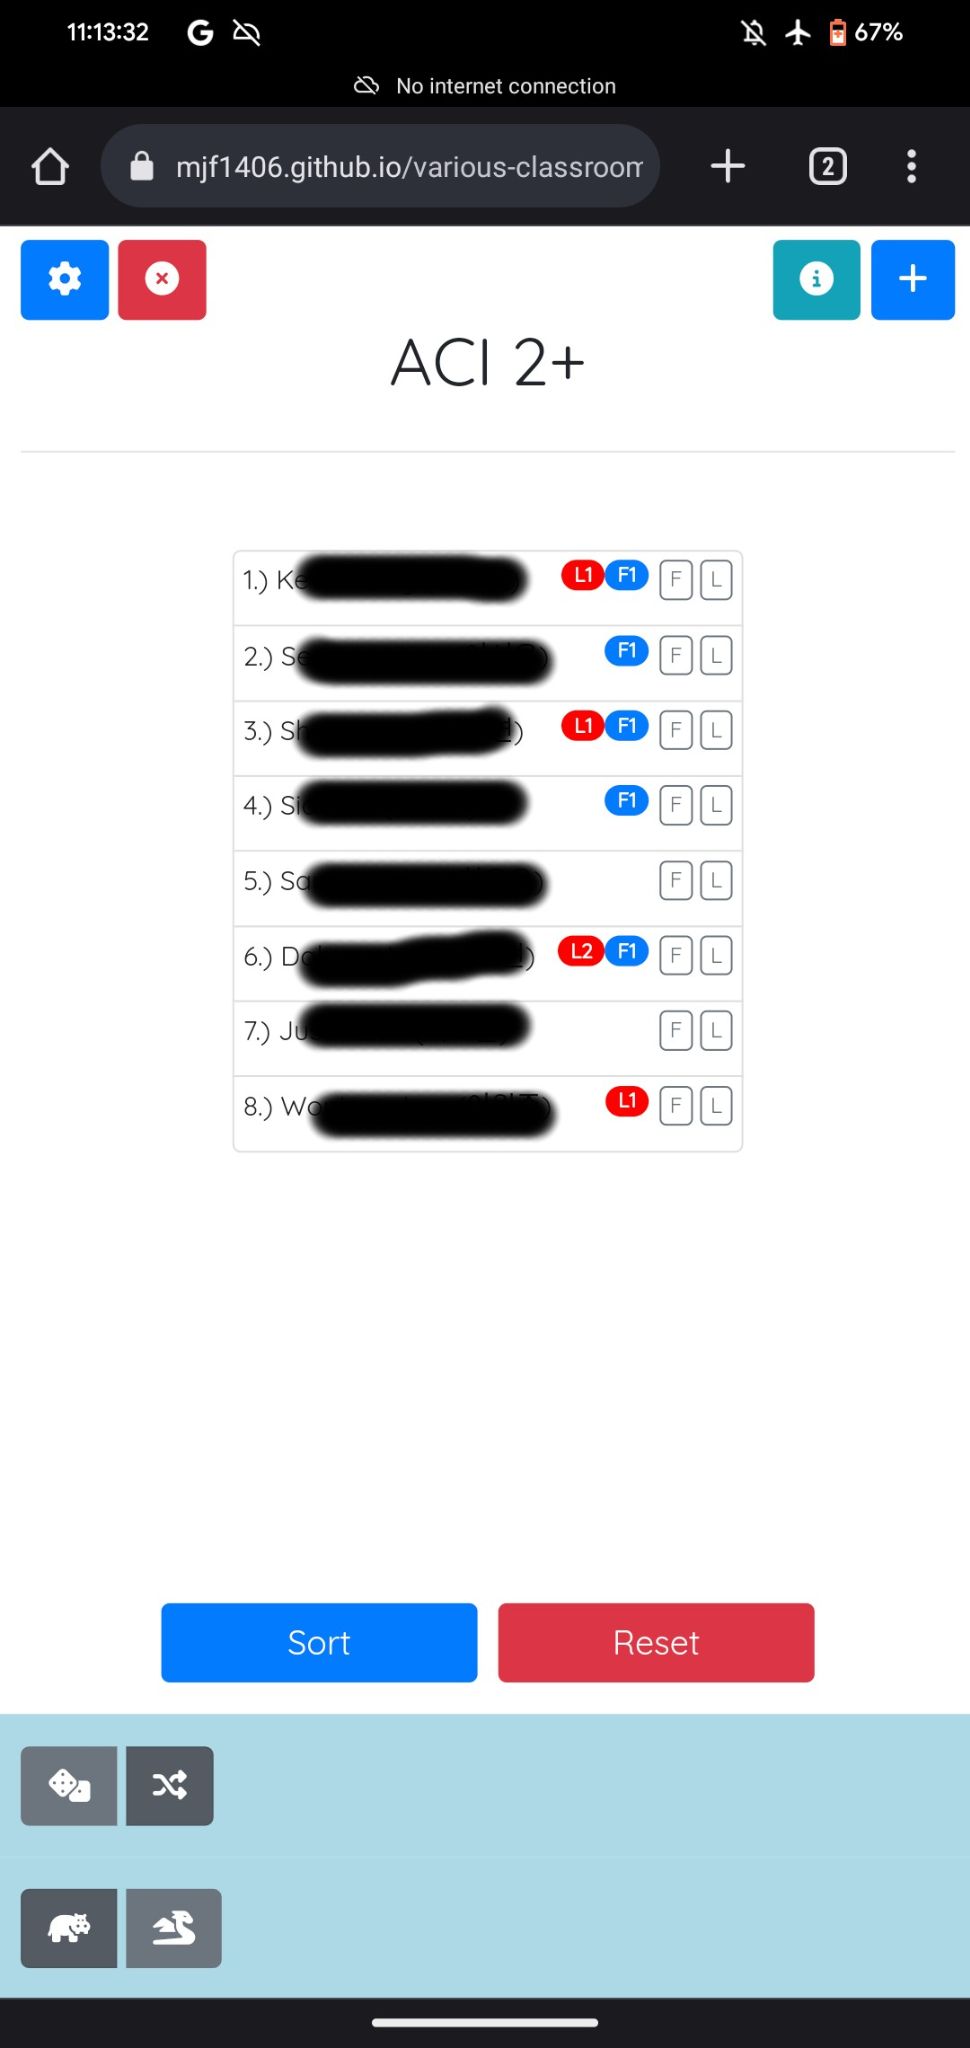 11:13:32 67%
No internet connection
mjf1406.github.io/various-classroom 2
ACI 2+
1.) Ke L1 F1 F L
2.) Se F1 F L
3.) Sh L1 F1 F L
4.) Si F1 F L
5.) Sa F L
6.) Da L2 F1 F L
7.) Ju F L
8.) Wo L1 F L
Sort Reset